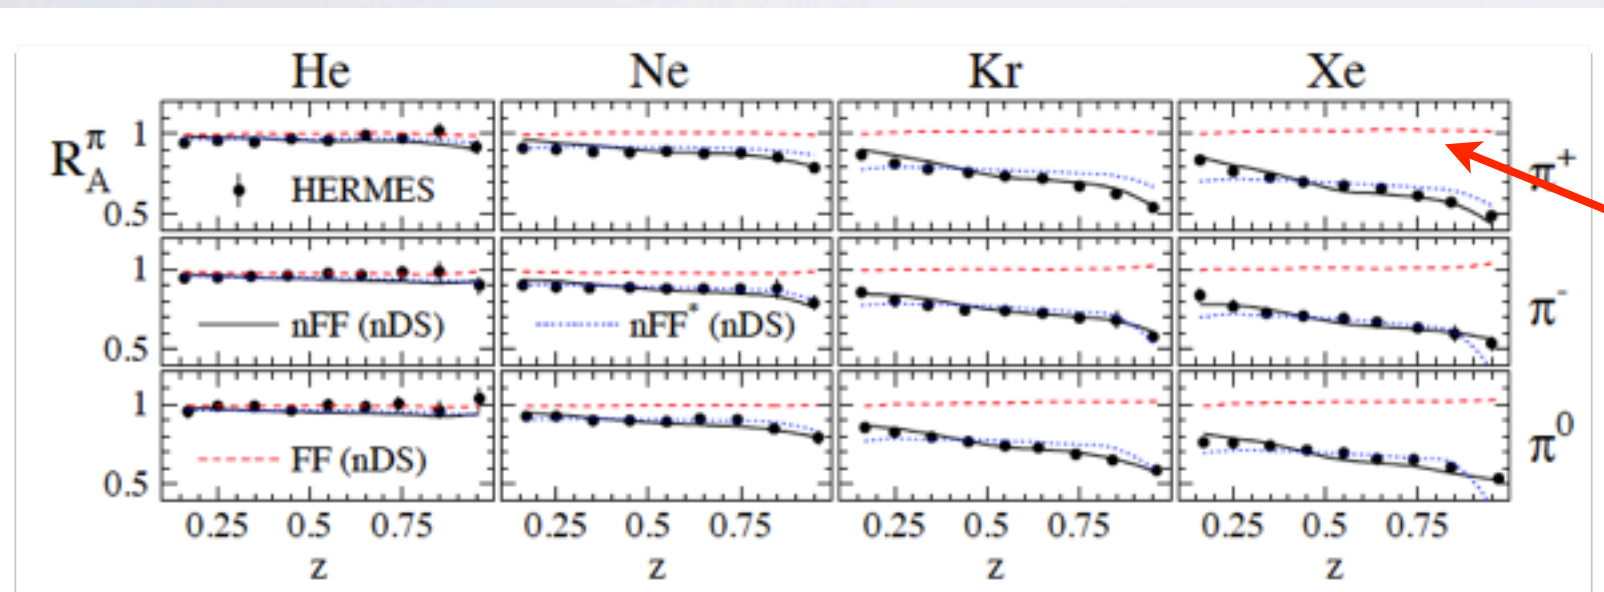 He Ne Kr Xe
R_A^π
1
0.5
HERMES
π+
1
0.5
nFF (nDS)
nFF* (nDS)
π-
1
0.5
FF (nDS)
π0
0.25 0.5 0.75 0.25 0.5 0.75 0.25 0.5 0.75 0.25 0.5 0.75
z z z z